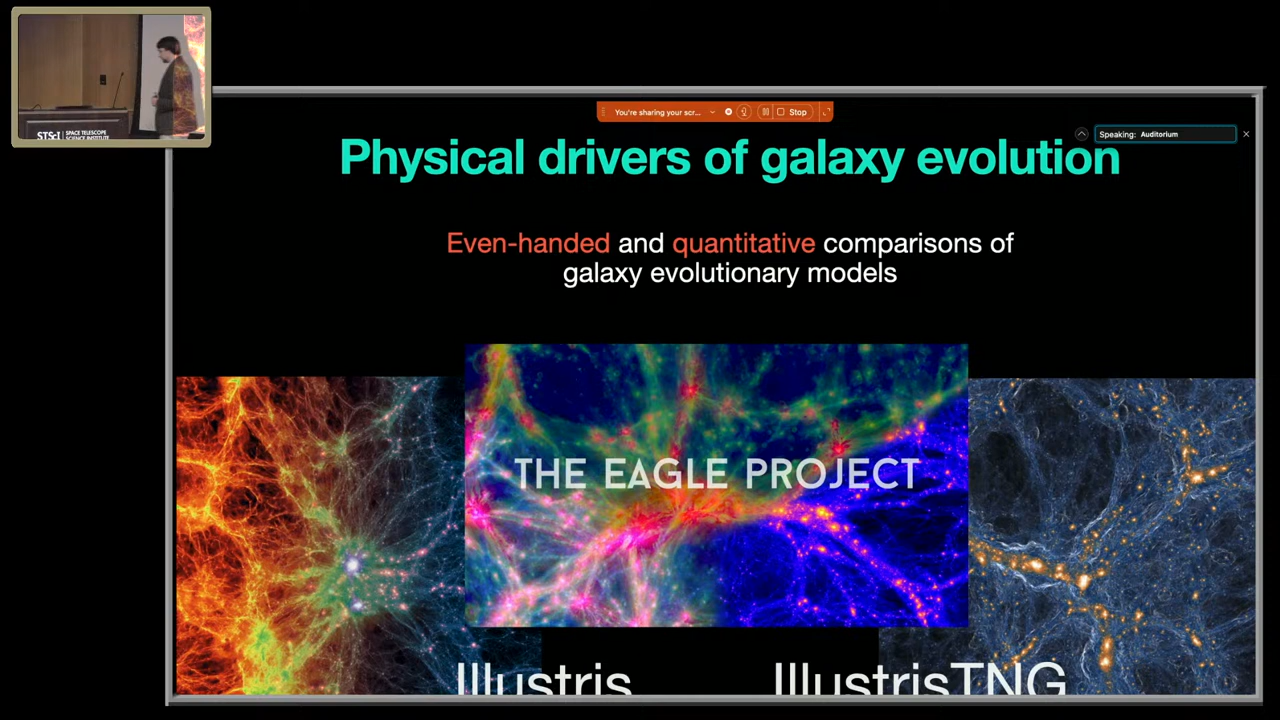 STScI | SPACE TELESCOPE
SCIENCE INSTITUTE
You're sharing your scr...
Stop
Speaking: Auditorium
Physical drivers of galaxy evolution
Even-handed and quantitative comparisons of
galaxy evolutionary models
THE EAGLE PROJECT
Illustris
IllustrisTNG